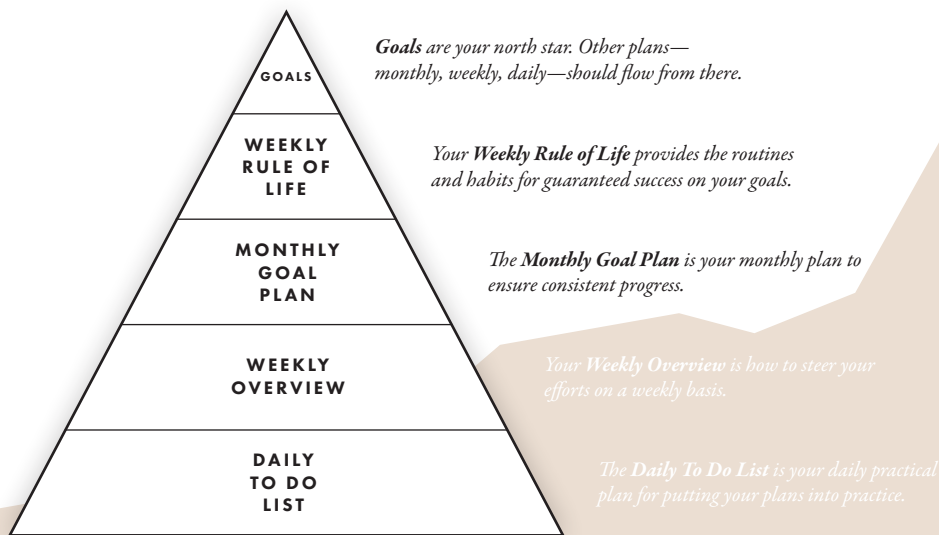 GOALS
Goals are your north star. Other plans—
monthly, weekly, daily—should flow from there.
WEEKLY
RULE OF
LIFE
Your Weekly Rule of Life provides the routines
and habits for guaranteed success on your goals.
MONTHLY
GOAL
PLAN
The Monthly Goal Plan is your monthly plan to
ensure consistent progress.
WEEKLY
OVERVIEW
Your Weekly Overview is how to steer your
efforts on a weekly basis.
DAILY
TO DO
LIST
The Daily To Do List is your daily practical
plan for putting your plans into practice.